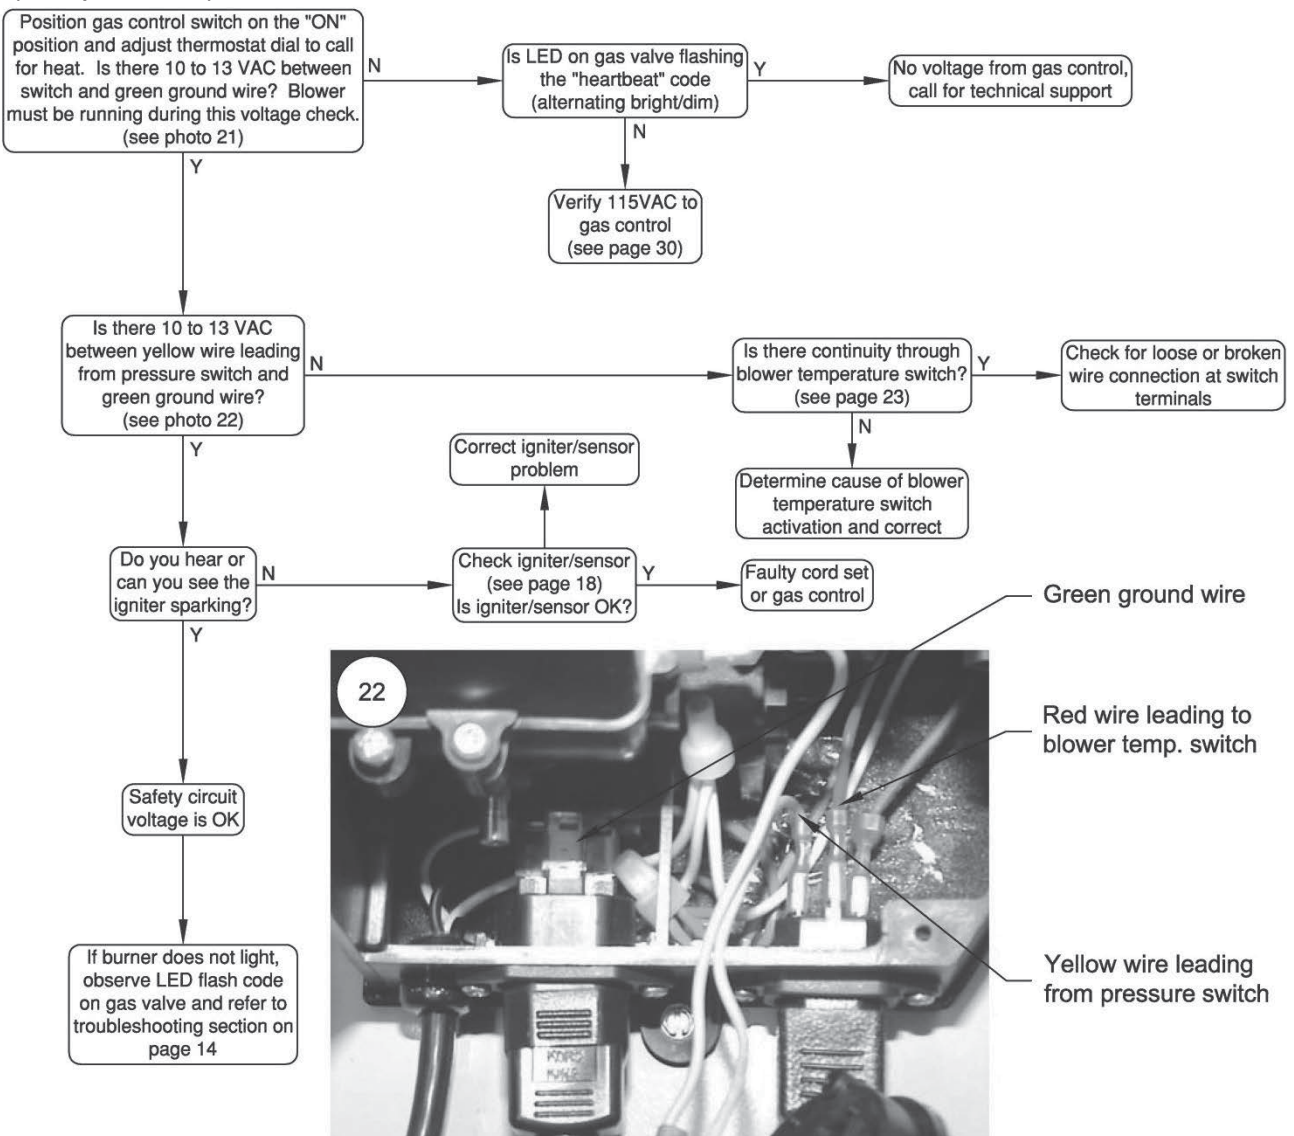 Position gas control switch on the "ON"
position and adjust thermostat dial to call
for heat. Is there 10 to 13 VAC between
switch and green ground wire? Blower
must be running during this voltage check.
(see photo 21)
N
Is LED on gas valve flashing
the "heartbeat" code
(alternating bright/dim)
Y
No voltage from gas control,
call for technical support
N
Verify 115VAC to
gas control
(see page 30)
Y
Is there 10 to 13 VAC
between yellow wire leading
from pressure switch and
green ground wire?
(see photo 22)
N
Is there continuity through
blower temperature switch?
(see page 23)
Y
Check for loose or broken
wire connection at switch
terminals
N
Determine cause of blower
temperature switch
activation and correct
Y
Do you hear or
can you see the
igniter sparking?
N
Correct igniter/sensor
problem
Check igniter/sensor
(see page 18)
Is igniter/sensor OK?
Y
Faulty cord set
or gas control
Y
Safety circuit
voltage is OK
If burner does not light,
observe LED flash code
on gas valve and refer to
troubleshooting section on
page 14
22
Green ground wire
Red wire leading to
blower temp. switch
Yellow wire leading
from pressure switch